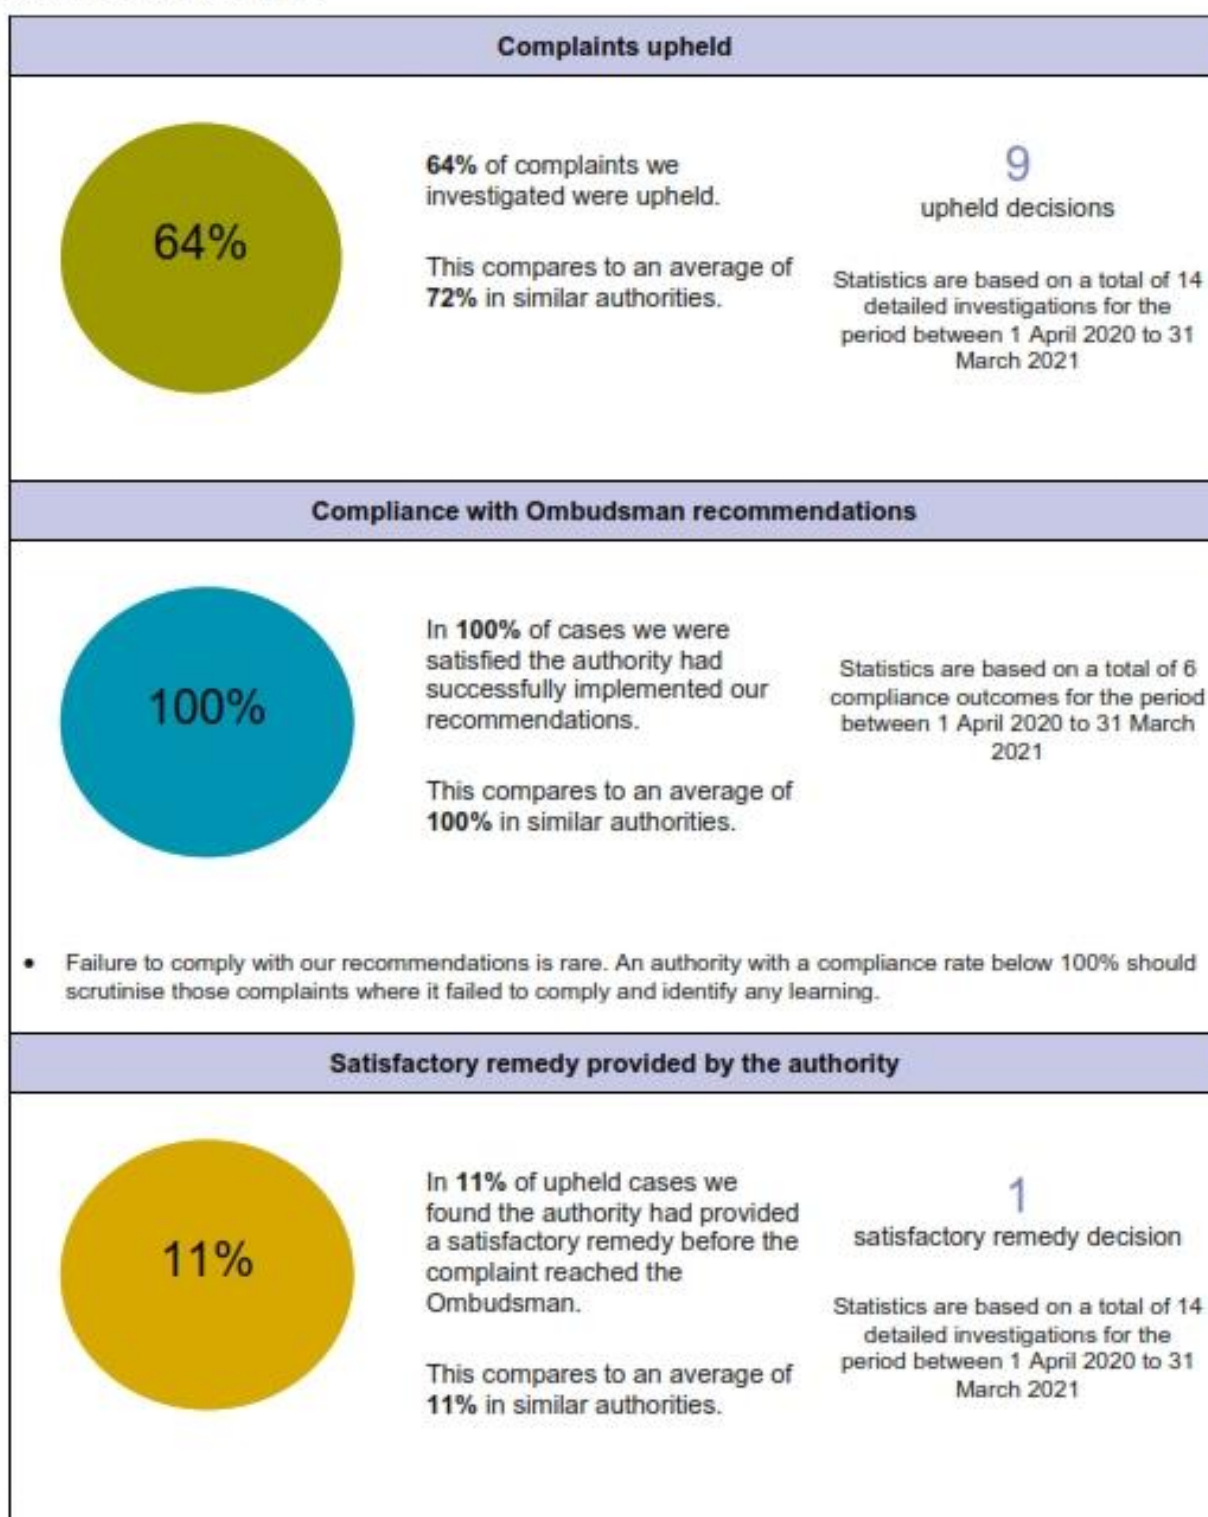 Complaints upheld
64%
64% of complaints we
investigated were upheld.
This compares to an average of
72% in similar authorities.
9
upheld decisions
Statistics are based on a total of 14
detailed investigations for the
period between 1 April 2020 to 31
March 2021
Compliance with Ombudsman recommendations
100%
In 100% of cases we were
satisfied the authority had
successfully implemented our
recommendations.
This compares to an average of
100% in similar authorities.
Statistics are based on a total of 6
compliance outcomes for the period
between 1 April 2020 to 31 March
2021
• Failure to comply with our recommendations is rare. An authority with a compliance rate below 100% should
scrutinise those complaints where it failed to comply and identify any learning.
Satisfactory remedy provided by the authority
11%
In 11% of upheld cases we
found the authority had provided
a satisfactory remedy before the
complaint reached the
Ombudsman.
This compares to an average of
11% in similar authorities.
1
satisfactory remedy decision
Statistics are based on a total of 14
detailed investigations for the
period between 1 April 2020 to 31
March 2021